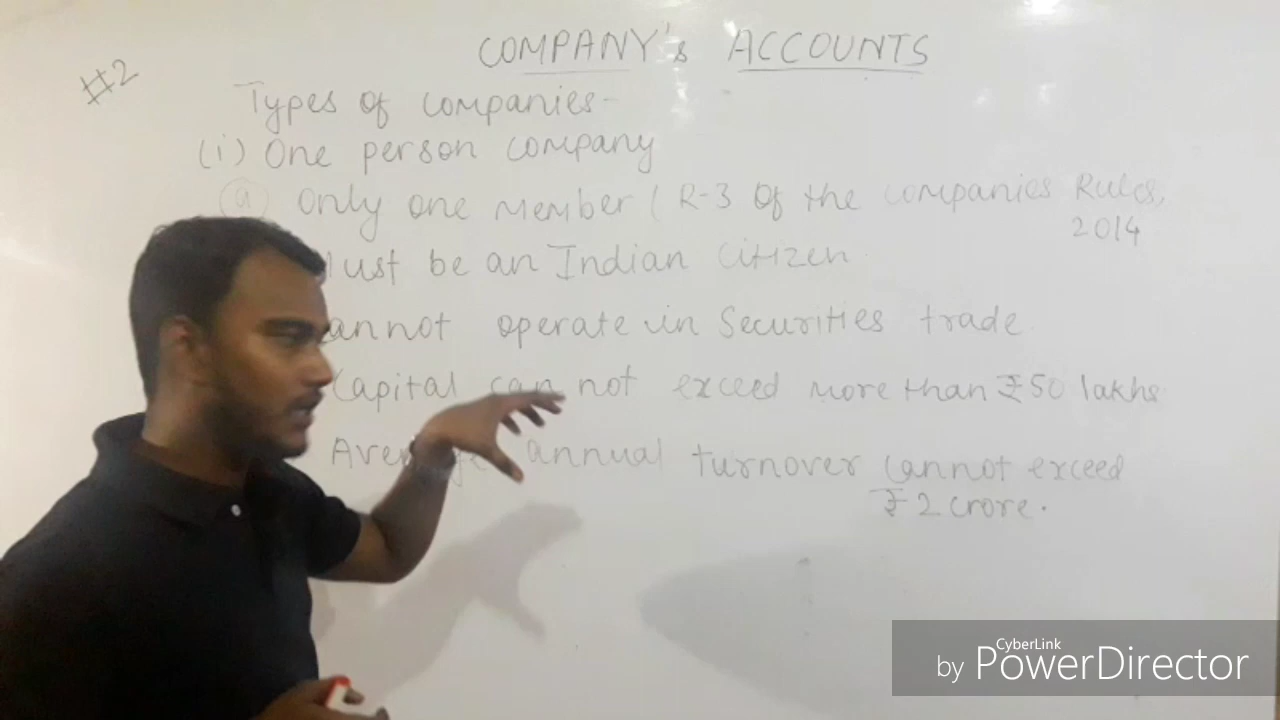 #2
COMPANY's ACCOUNTS
Types of companies-
(i) One person company
(a) Only one member ( R-3 of the companies Rules,
2014
ust be an Indian Citizen
annot operate in Securities trade
Capital can not exceed more than ₹50 lakhs
annual turnover cannot exceed
₹2 crore.
CyberLink
by PowerDirector